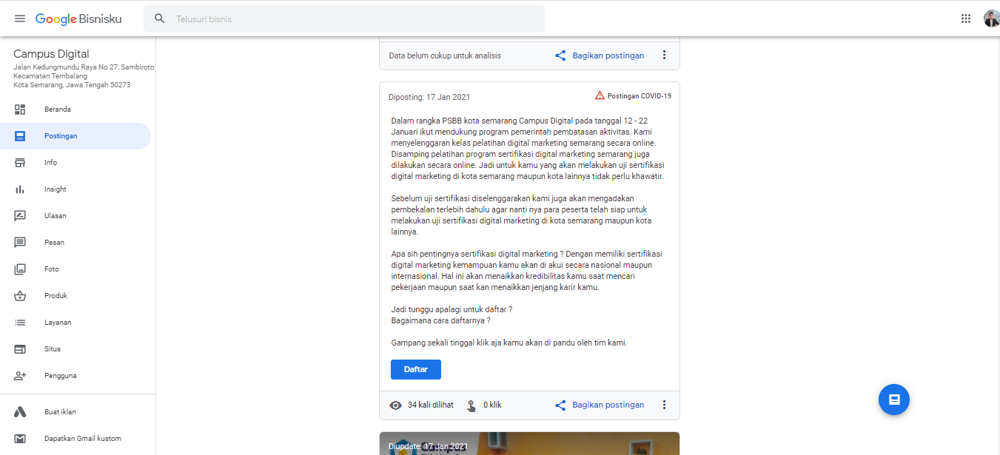 Google Bisnisku
Telusuri bisnis
Campus Digital
Jalan Kedungmundu Raya No 27, Sambiroto
Kecamatan Tembalang
Kota Semarang, Jawa Tengah 50273
Beranda
Postingan
Info
Insight
Ulasan
Pesan
Foto
Produk
Layanan
Situs
Pengguna
Buat iklan
Dapatkan Gmail kustom
Data belum cukup untuk analisis
Bagikan postingan
Diposting: 17 Jan 2021
Postingan COVID-19
Dalam rangka PSBB kota semarang Campus Digital pada tanggal 12 - 22
Januari ikut mendukung program pemerintah pembatasan aktivitas. Kami
menyelenggaran kelas pelatihan digital marketing semarang secara online.
Disamping pelatihan program sertifikasi digital marketing semarang juga
dilakukan secara online. Jadi untuk kamu yang akan melakukan uji sertifikasi
digital marketing di kota semarang maupun kota lainnya tidak perlu khawatir.
Sebelum uji sertifikasi diselenggarakan kami juga akan mengadakan
pembekalan terlebih dahulu agar nanti nya para peserta telah siap untuk
melakukan uji sertifikasi digital marketing di kota semarang maupun kota
lainnya.
Apa sih pentingnya sertifikasi digital marketing ? Dengan memiliki sertifikasi
digital marketing kemampuan kamu akan di akui secara nasional maupun
internasional. Hal ini akan menaikkan kredibilitas kamu saat mencari
pekerjaan maupun saat kan menaikkan jenjang karir kamu.
Jadi tunggu apalagi untuk daftar ?
Bagaimana cara daftarnya ?
Gampang sekali tinggal klik aja kamu akan di pandu oleh tim kami.
Daftar
34 kali dilihat
0 klik
Bagikan postingan
Diupdate: 17 Jan 2021
Campus